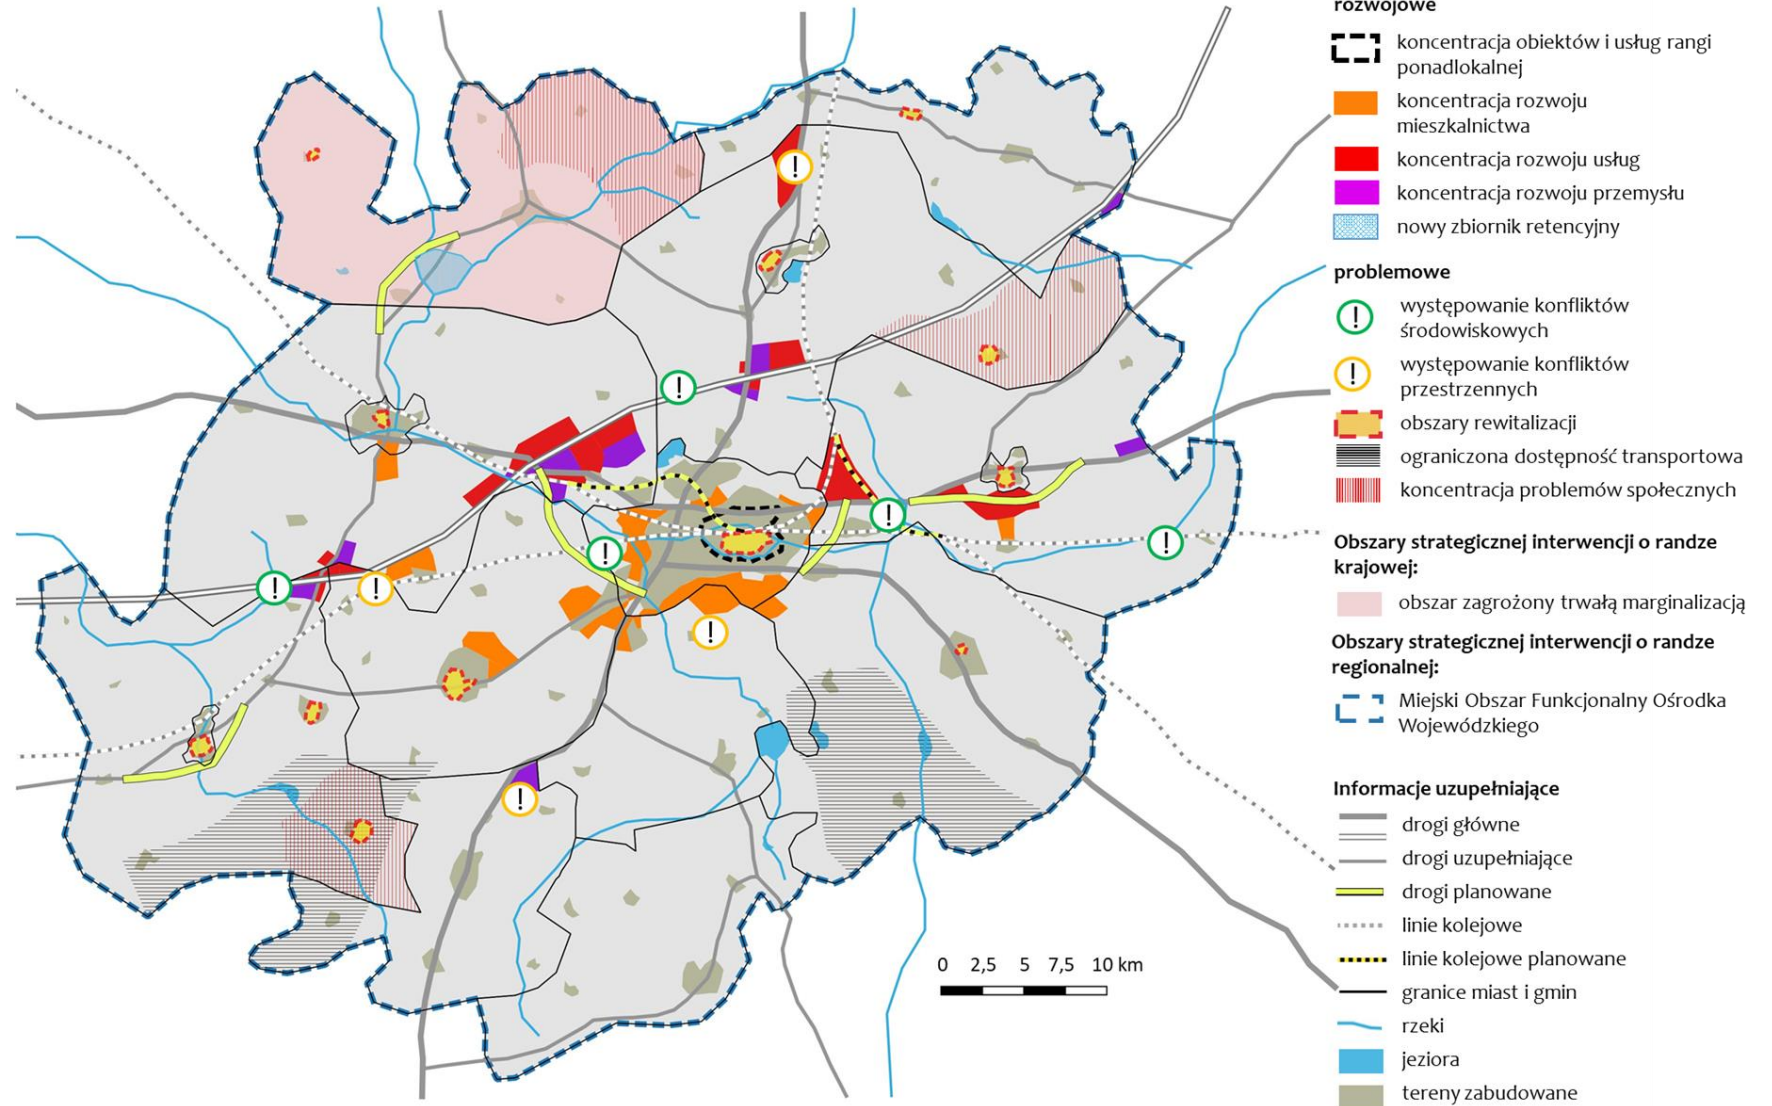 rozwojowe
koncentracja obiektów i usług rangi
ponadlokalnej
koncentracja rozwoju
mieszkalnictwa
koncentracja rozwoju usług
koncentracja rozwoju przemysłu
nowy zbiornik retencyjny
problemowe
występowanie konfliktów
środowiskowych
występowanie konfliktów
przestrzennych
obszary rewitalizacji
ograniczona dostępność transportowa
koncentracja problemów społecznych
Obszary strategicznej interwencji o randze
krajowej:
obszar zagrożony trwałą marginalizacją
Obszary strategicznej interwencji o randze
regionalnej:
Miejski Obszar Funkcjonalny Ośrodka
Wojewódzkiego
Informacje uzupełniające
drogi główne
drogi uzupełniające
drogi planowane
linie kolejowe
linie kolejowe planowane
granice miast i gmin
rzeki
jeziora
tereny zabudowane
0 2,5 5 7,5 10 km